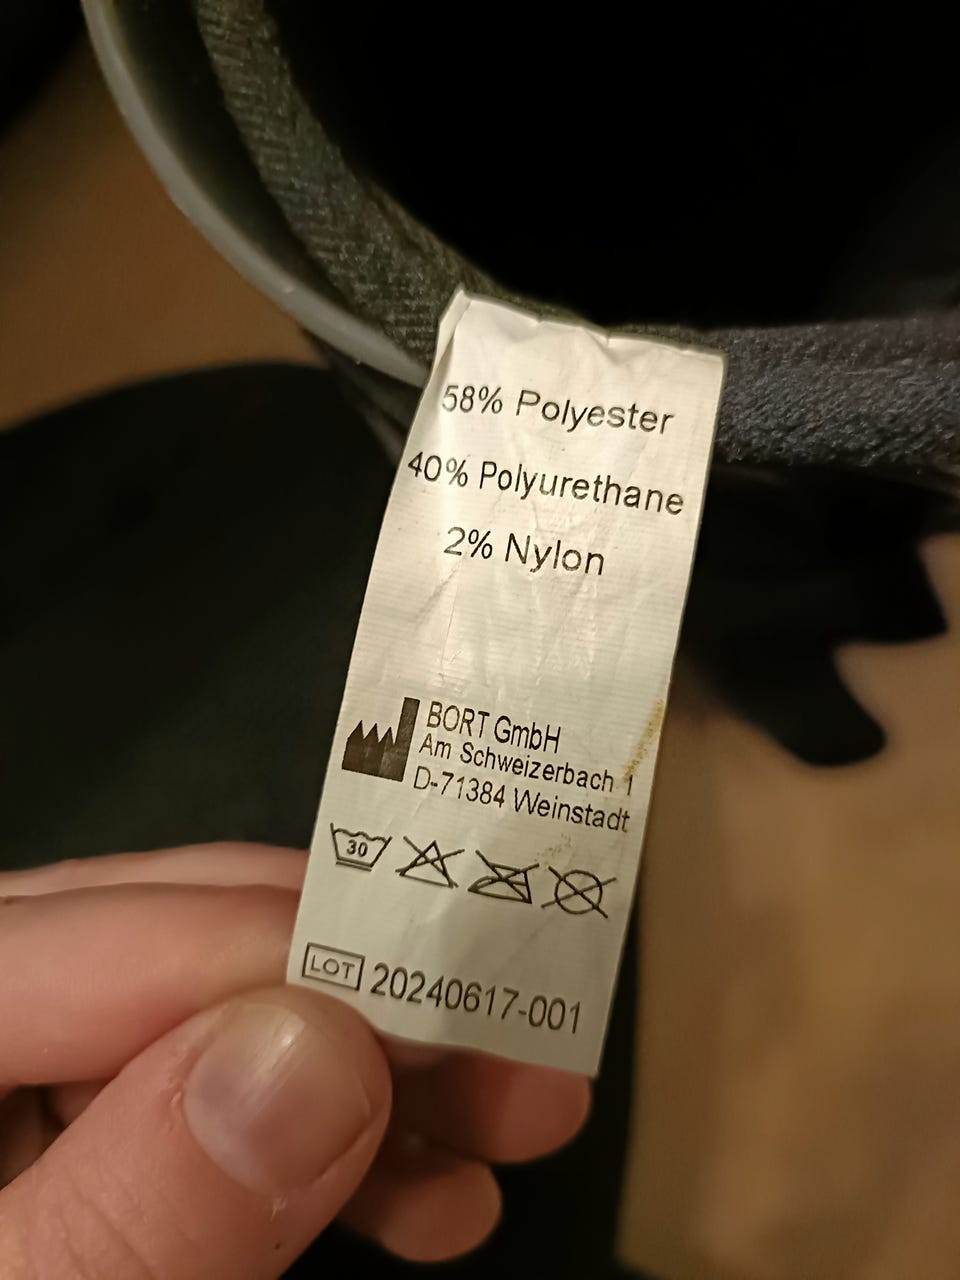 58% Polyester
40% Polyurethane
2% Nylon
BORT GmbH
Am Schweizerbach 1
D-71384 Weinstadt
30
LOT 20240617-001